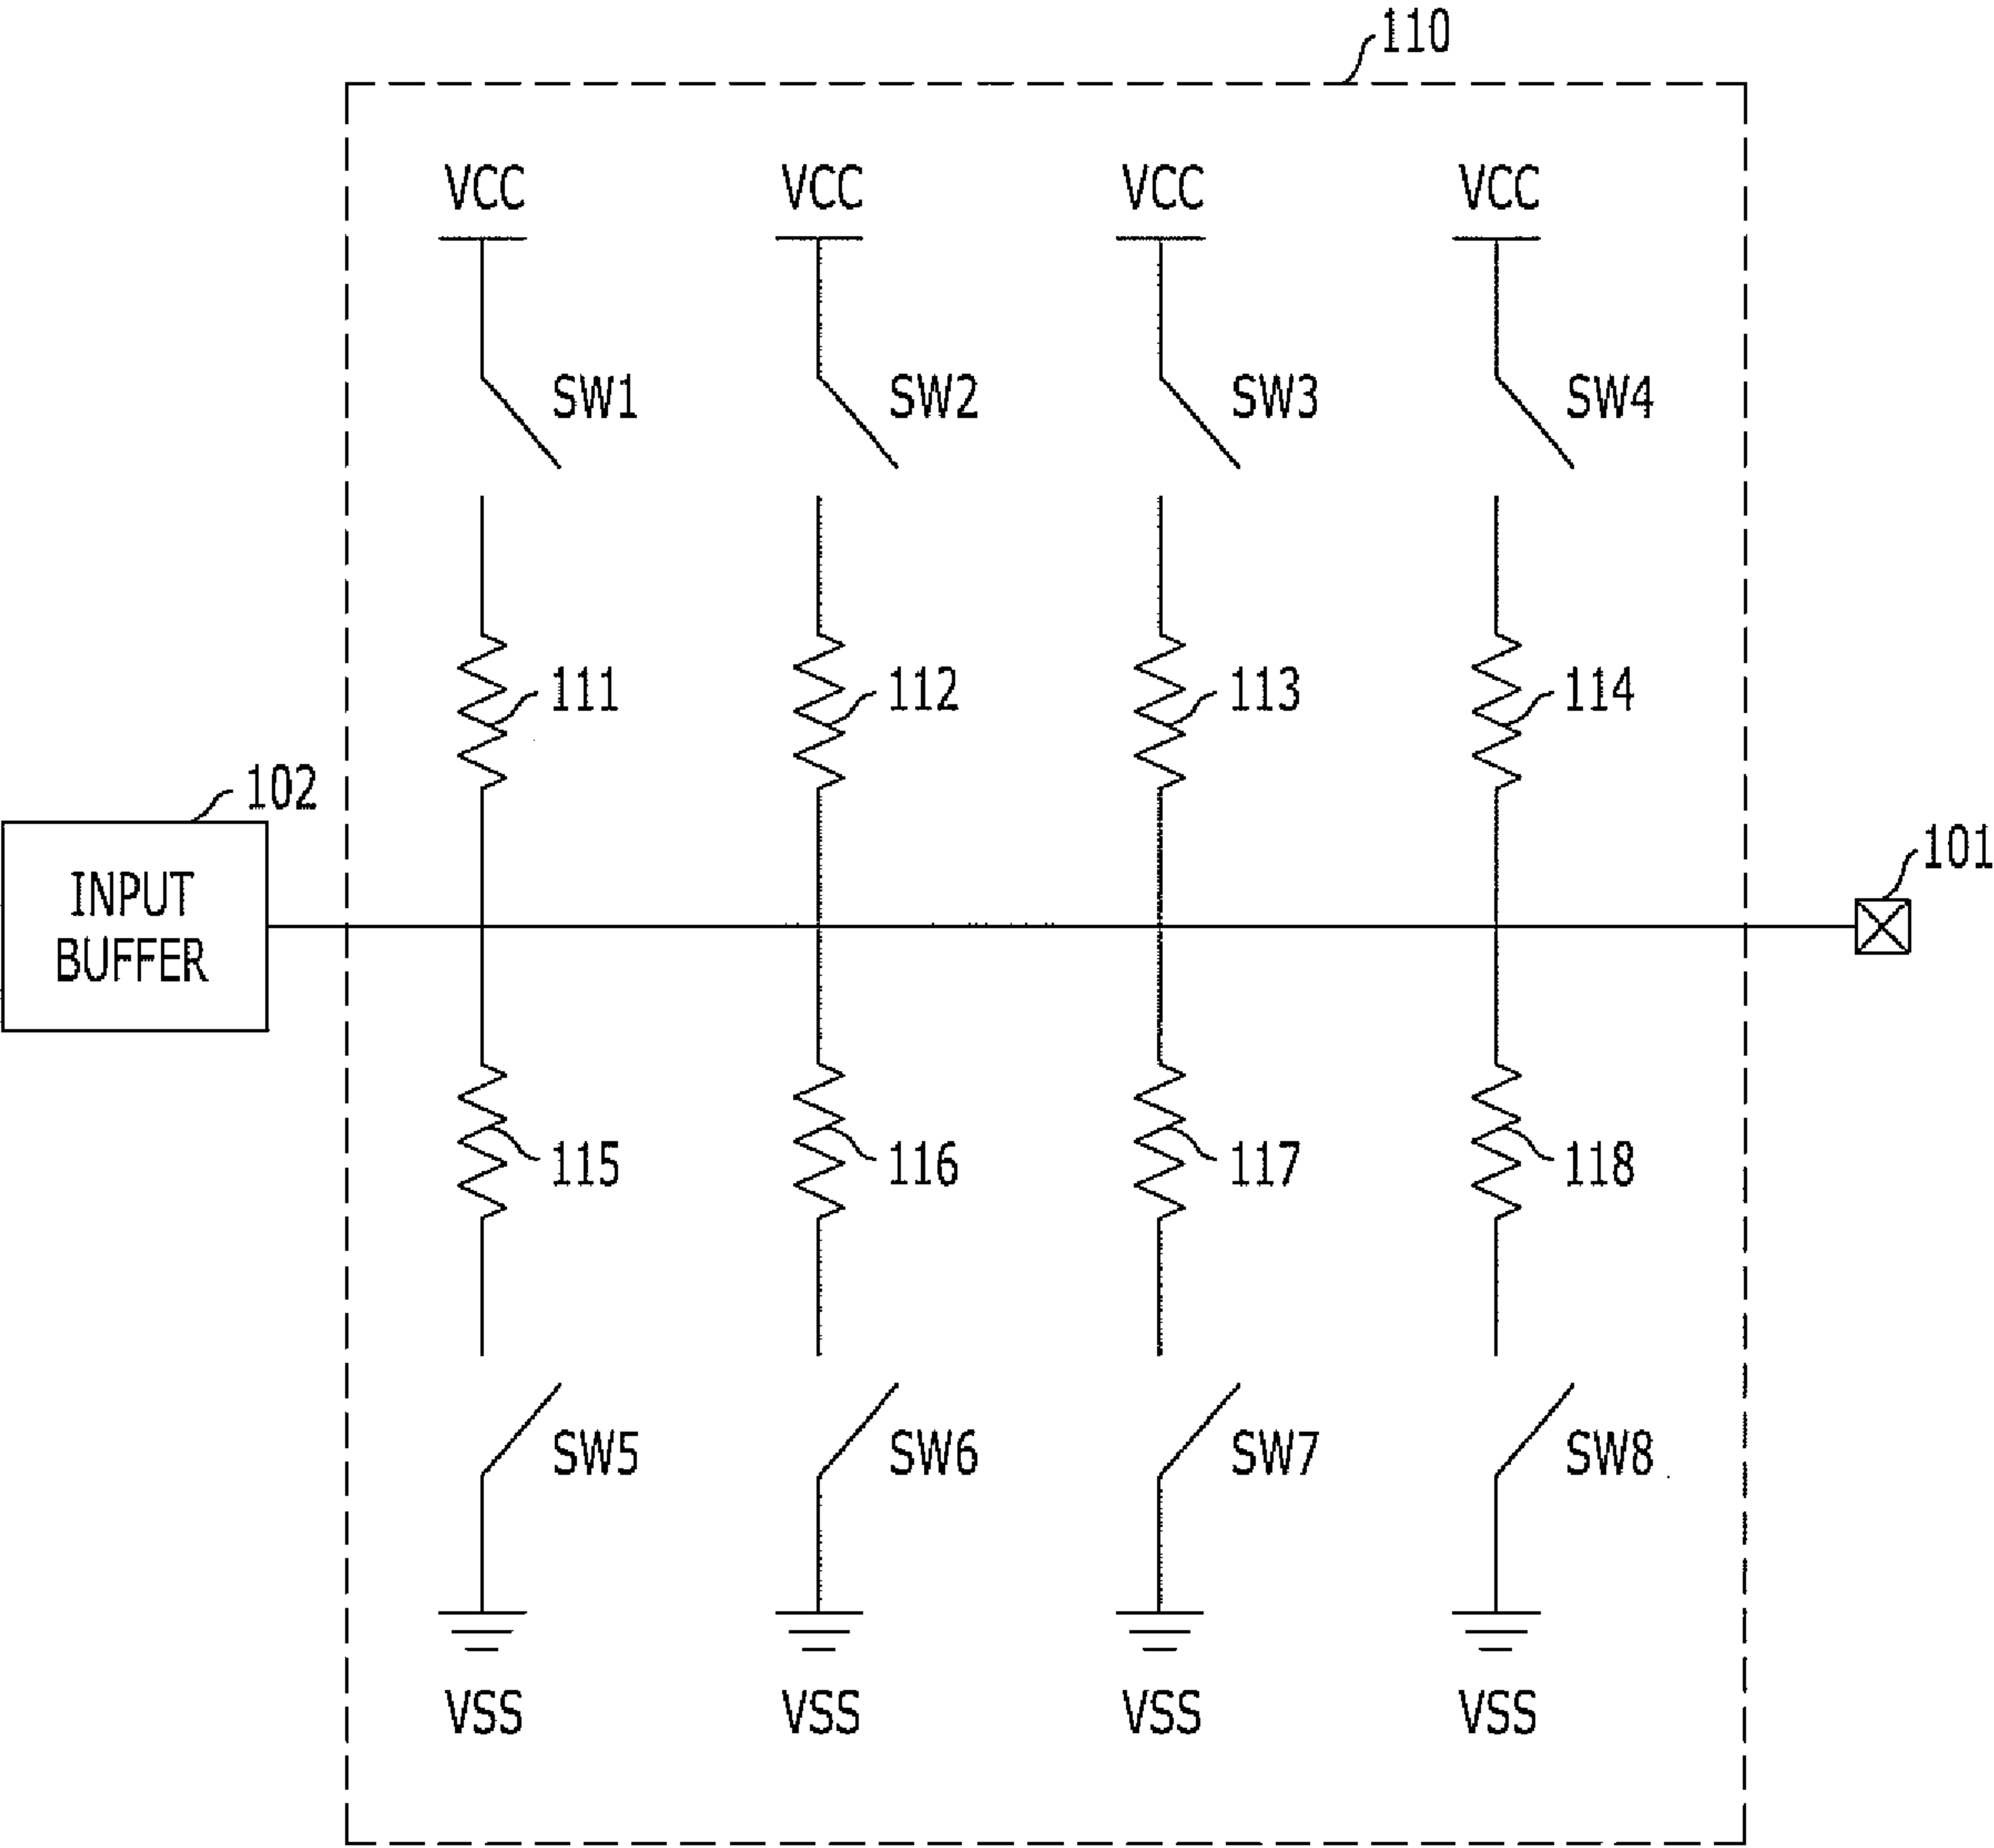 110
VCC VCC VCC VCC
SW1 SW2 SW3 SW4
111 112 113 114
102
INPUT
BUFFER
101
115 116 117 118
SW5 SW6 SW7 SW8
VSS VSS VSS VSS